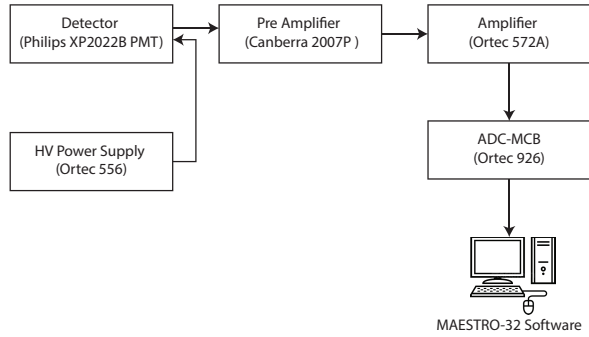 Detector
(Philips XP2022B PMT)
Pre Amplifier
(Canberra 2007P )
Amplifier
(Ortec 572A)
HV Power Supply
(Ortec 556)
ADC-MCB
(Ortec 926)
MAESTRO-32 Software